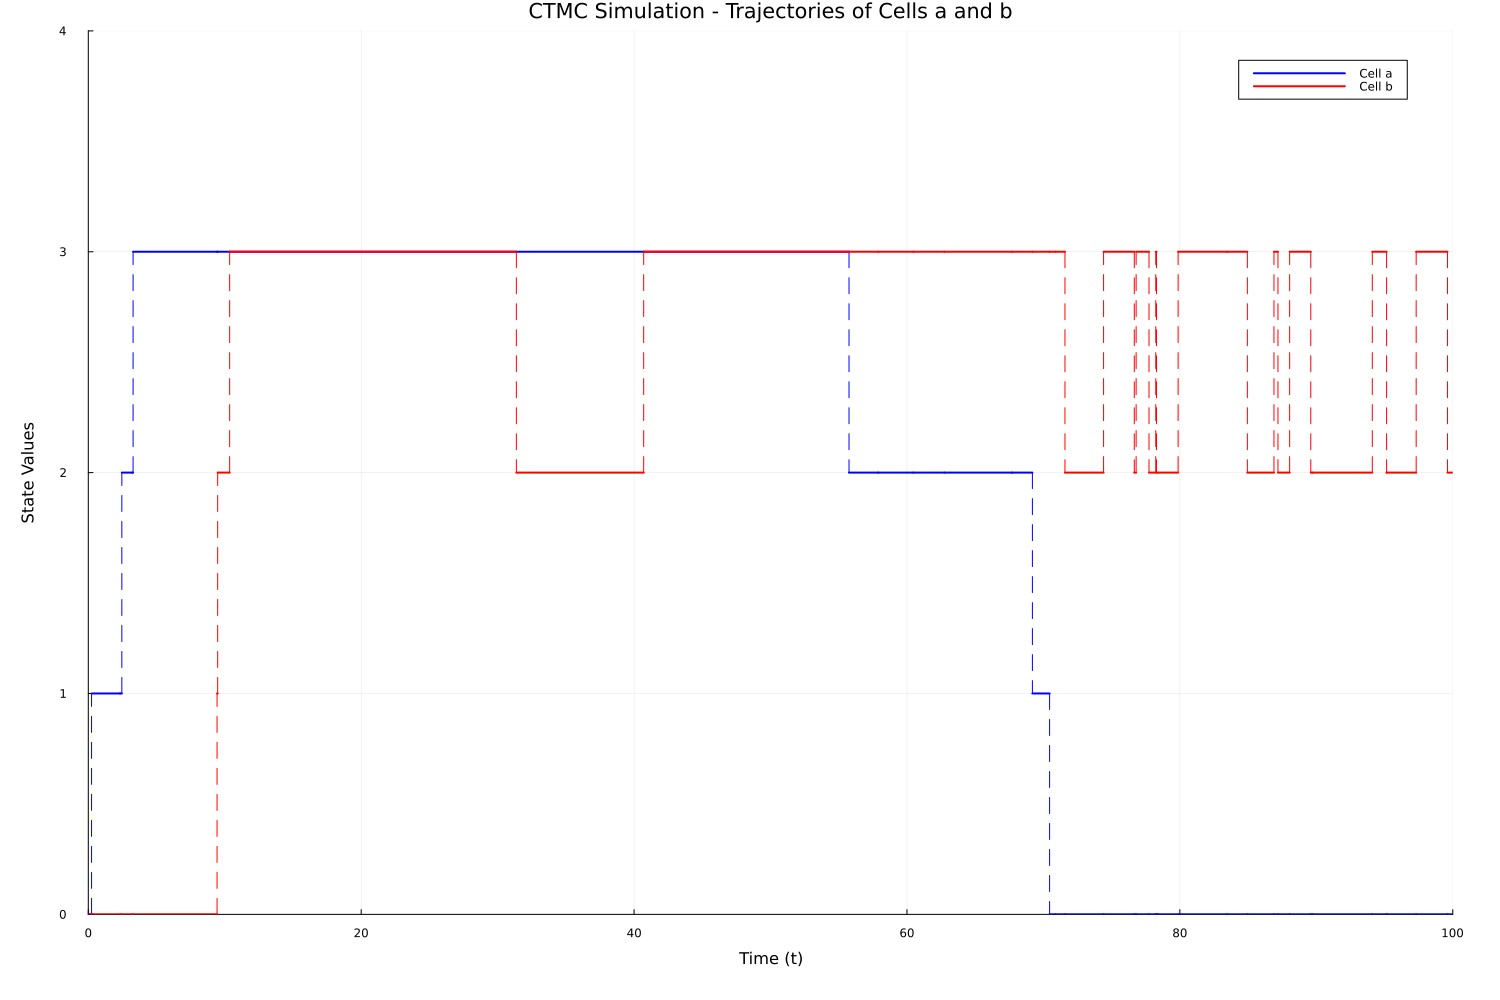 CTMC Simulation - Trajectories of Cells a and b
4
Cell a
Cell b
3
State Values
2
1
0
0 20 40 60 80 100
Time (t)